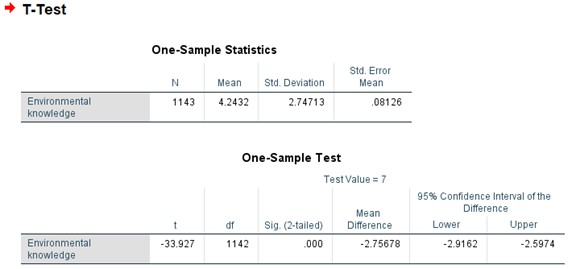 T-Test
One-Sample Statistics
N Mean Std. Deviation Std. Error Mean
Environmental knowledge 1143 4.2432 2.74713 .08126
One-Sample Test
Test Value = 7
95% Confidence Interval of the Difference
t df Sig. (2-tailed) Mean Difference Lower Upper
Environmental knowledge -33.927 1142 .000 -2.75678 -2.9162 -2.5974